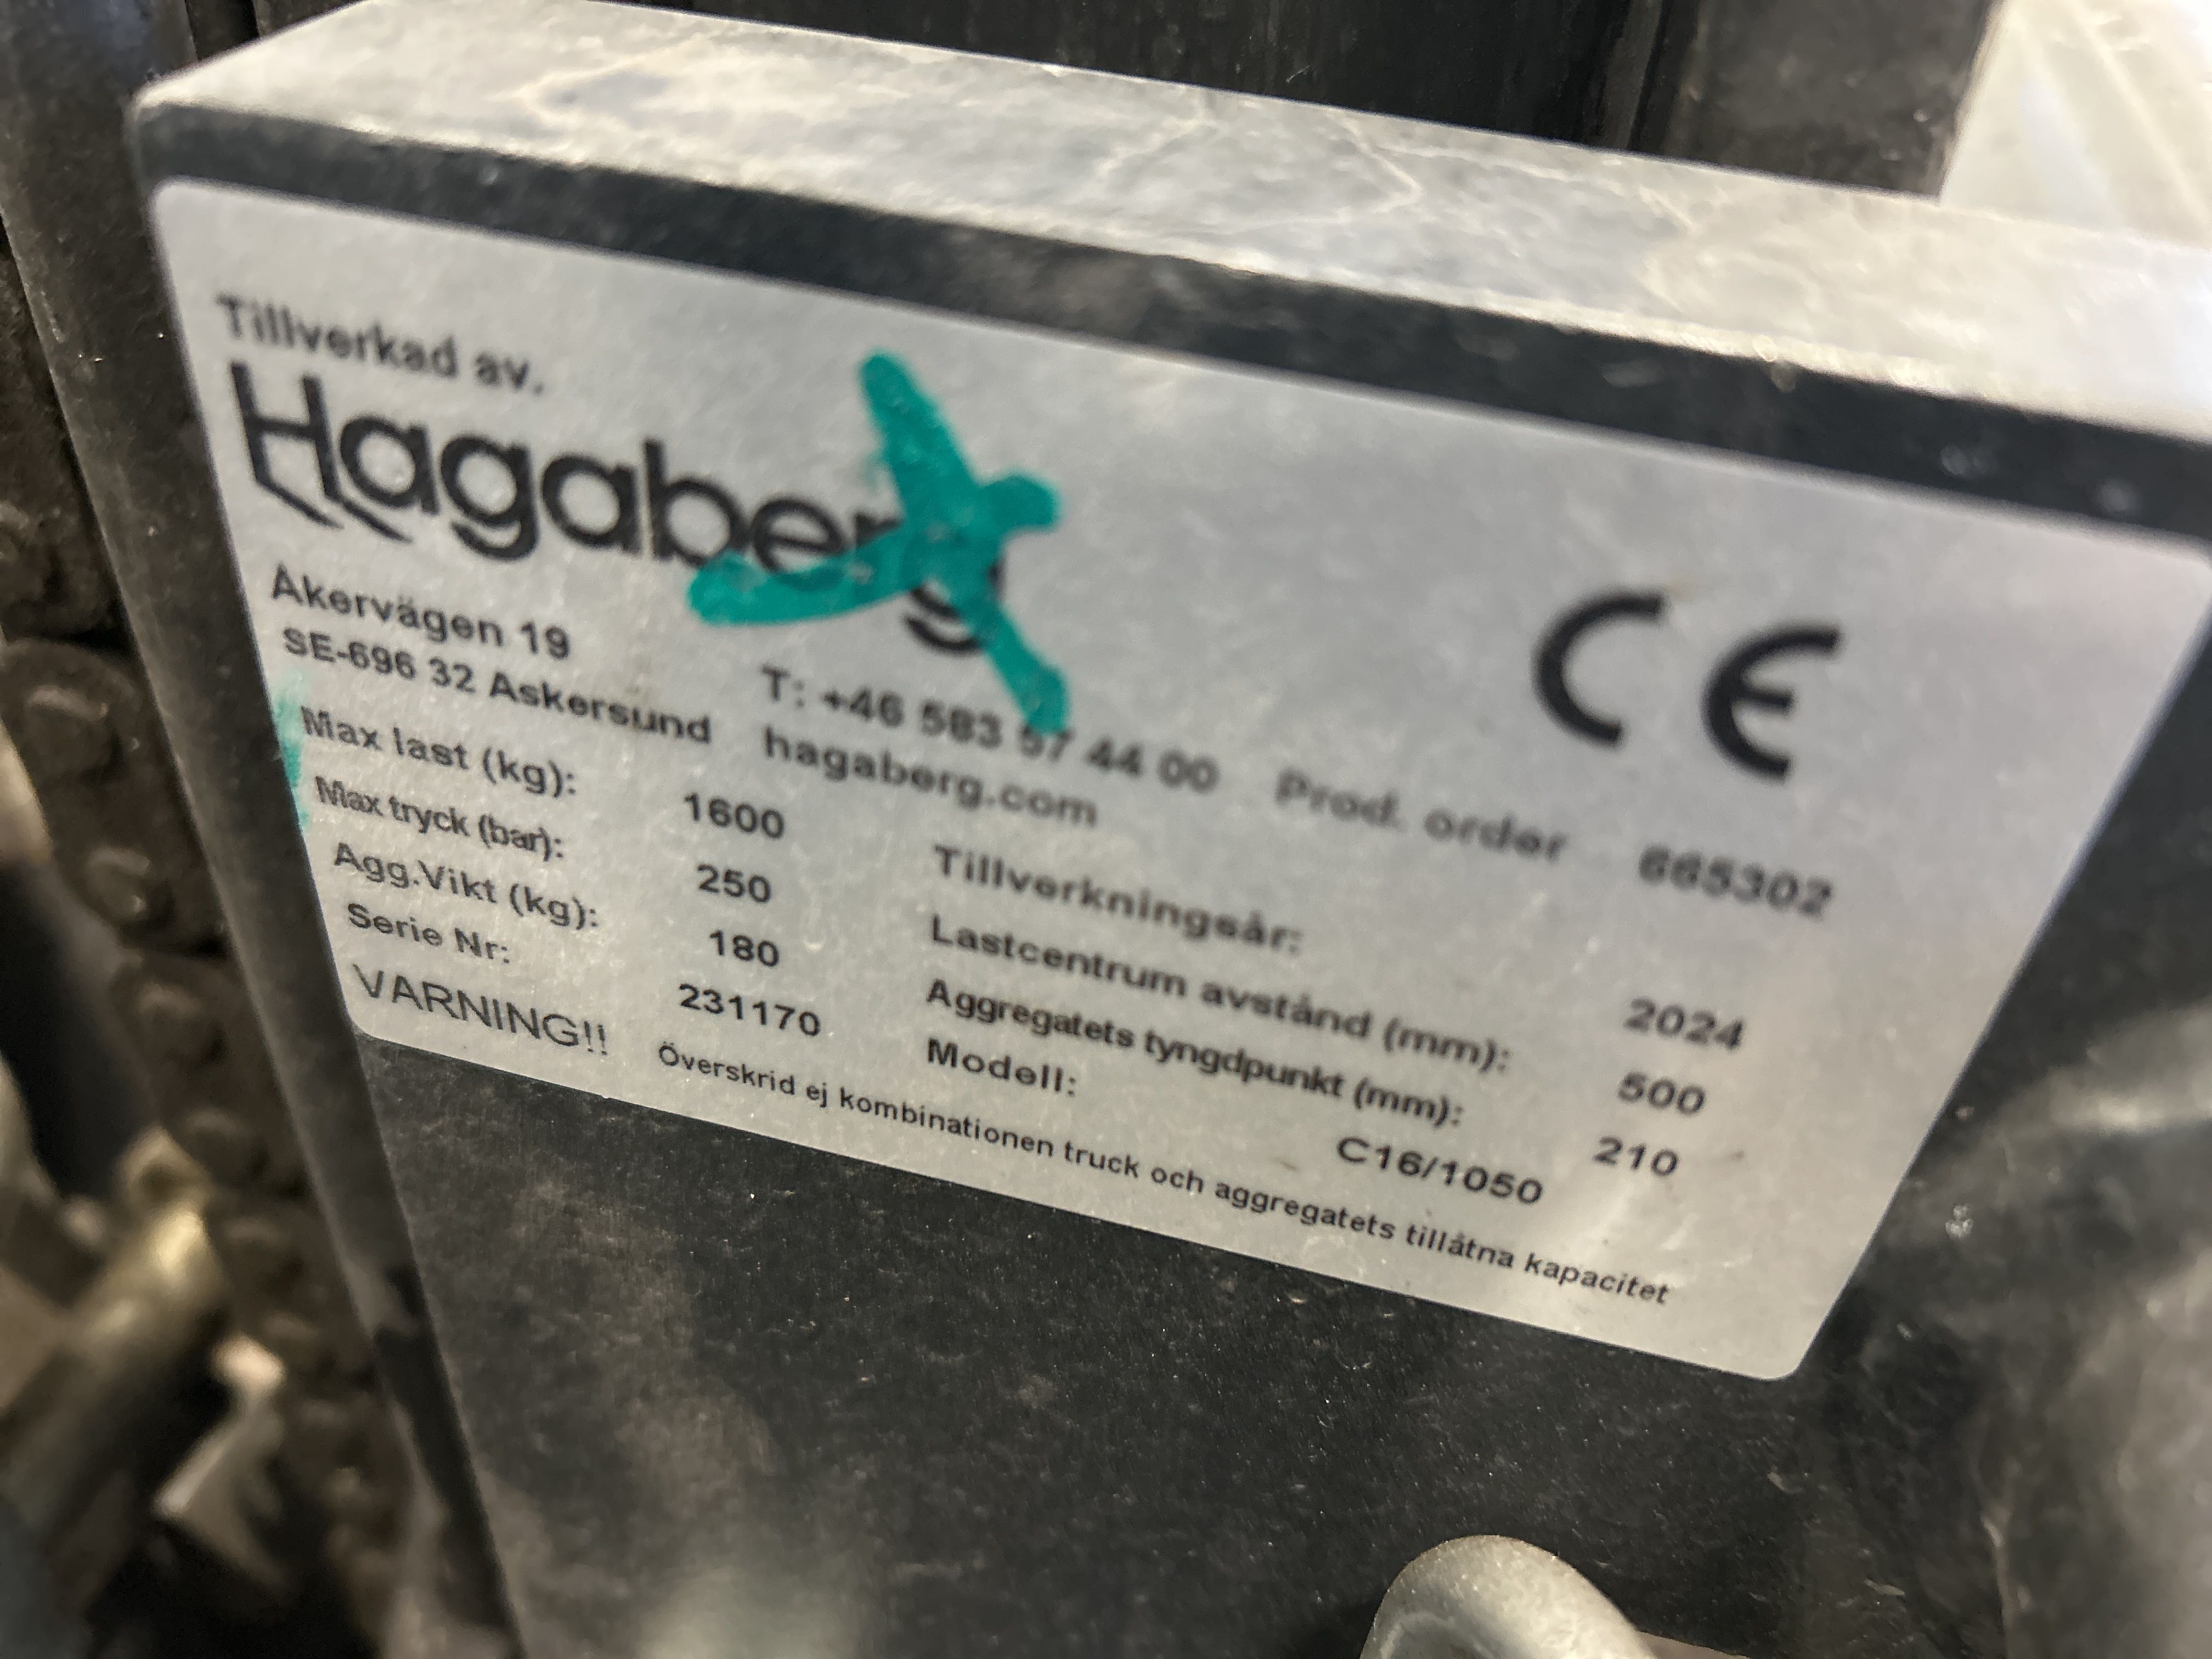 Tillverkad av.
Hagaberg
CE
Åkervägen 19
SE-696 32 Askersund
T: +46 583 57 44 00
hagaberg.com
Prod. order 665302
Max last (kg): 1600
Tillverkningsår: 2024
Max tryck (bar): 250
Lastcentrum avstånd (mm): 500
Agg.Vikt (kg): 180
Aggregatets tyngdpunkt (mm): 210
Serie Nr: 231170
Modell: C16/1050
VARNING!! Överskrid ej kombinationen truck och aggregatets tillåtna kapacitet